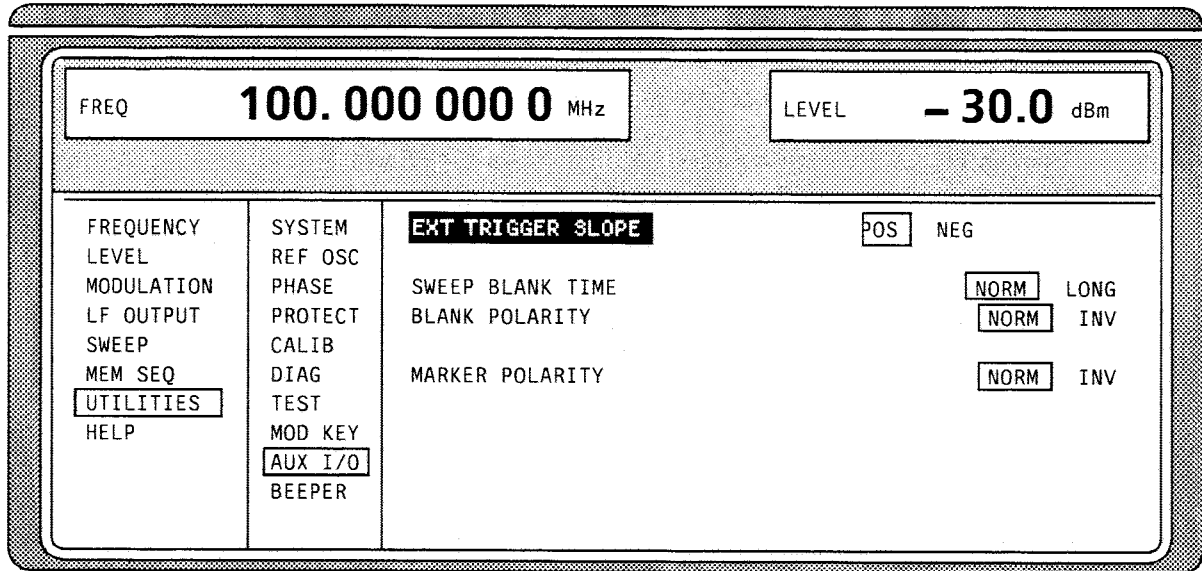 FREQ 100. 000 000 0 MHz
LEVEL – 30.0 dBm
FREQUENCY
LEVEL
MODULATION
LF OUTPUT
SWEEP
MEM SEQ
UTILITIES
HELP
SYSTEM
REF OSC
PHASE
PROTECT
CALIB
DIAG
TEST
MOD KEY
AUX I/O
BEEPER
EXT TRIGGER SLOPE POS NEG
SWEEP BLANK TIME NORM LONG
BLANK POLARITY NORM INV
MARKER POLARITY NORM INV